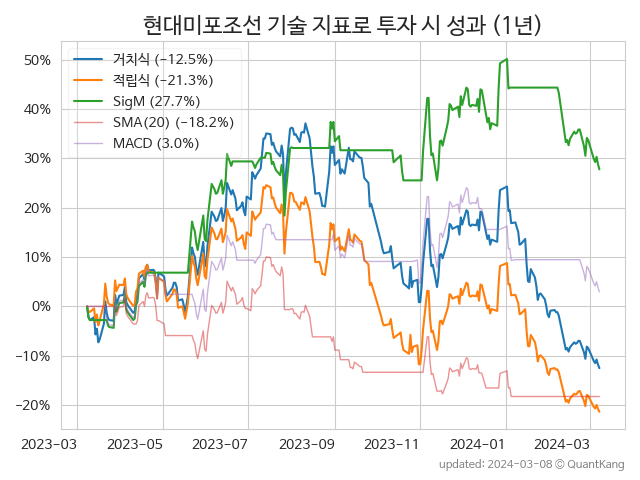 현대미포조선 기술 지표로 투자 시 성과 (1년)
거치식 (−12.5%)
적립식 (−21.3%)
SigM (27.7%)
SMA(20) (−18.2%)
MACD (3.0%)
50%
40%
30%
20%
10%
0%
−10%
−20%
2023−03 2023−05 2023−07 2023−09 2023−11 2024−01 2024−03
updated: 2024−03−08 ⓒ QuantKang